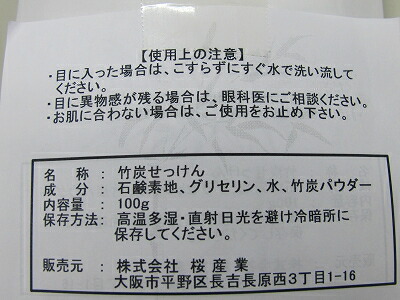 【使用上の注意】
・目に入った場合は、こすらずにすぐ水で洗い流して
ください。
・目に異物感が残る場合は、眼科医にご相談ください。
・お肌に合わない場合は、ご使用をお止め下さい。
名　称：竹炭せっけん
成　分：石鹸素地、グリセリン、水、竹炭パウダー
内容量：100g
保存方法：高温多湿・直射日光を避け冷暗所に
保存してください。
販売元：株式会社 桜産業
大阪市平野区長吉長原西3丁目1-16